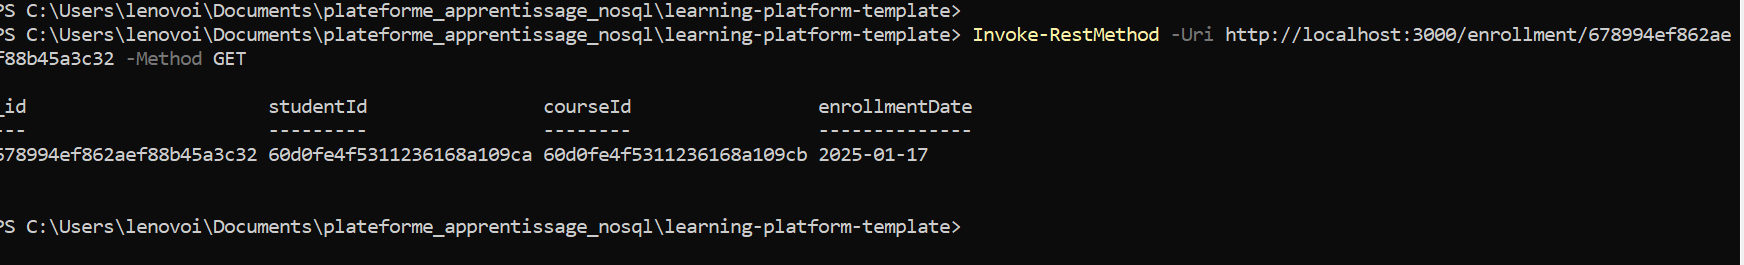 PS C:\Users\lenovoi\Documents\plateforme_apprentissage_nosql\learning-platform-template>
PS C:\Users\lenovoi\Documents\plateforme_apprentissage_nosql\learning-platform-template> Invoke-RestMethod -Uri http://localhost:3000/enrollment/678994ef862ae
f88b45a3c32 -Method GET
_id studentId courseId enrollmentDate
--- --------- -------- --------------
678994ef862aef88b45a3c32 60d0fe4f5311236168a109ca 60d0fe4f5311236168a109cb 2025-01-17
PS C:\Users\lenovoi\Documents\plateforme_apprentissage_nosql\learning-platform-template>